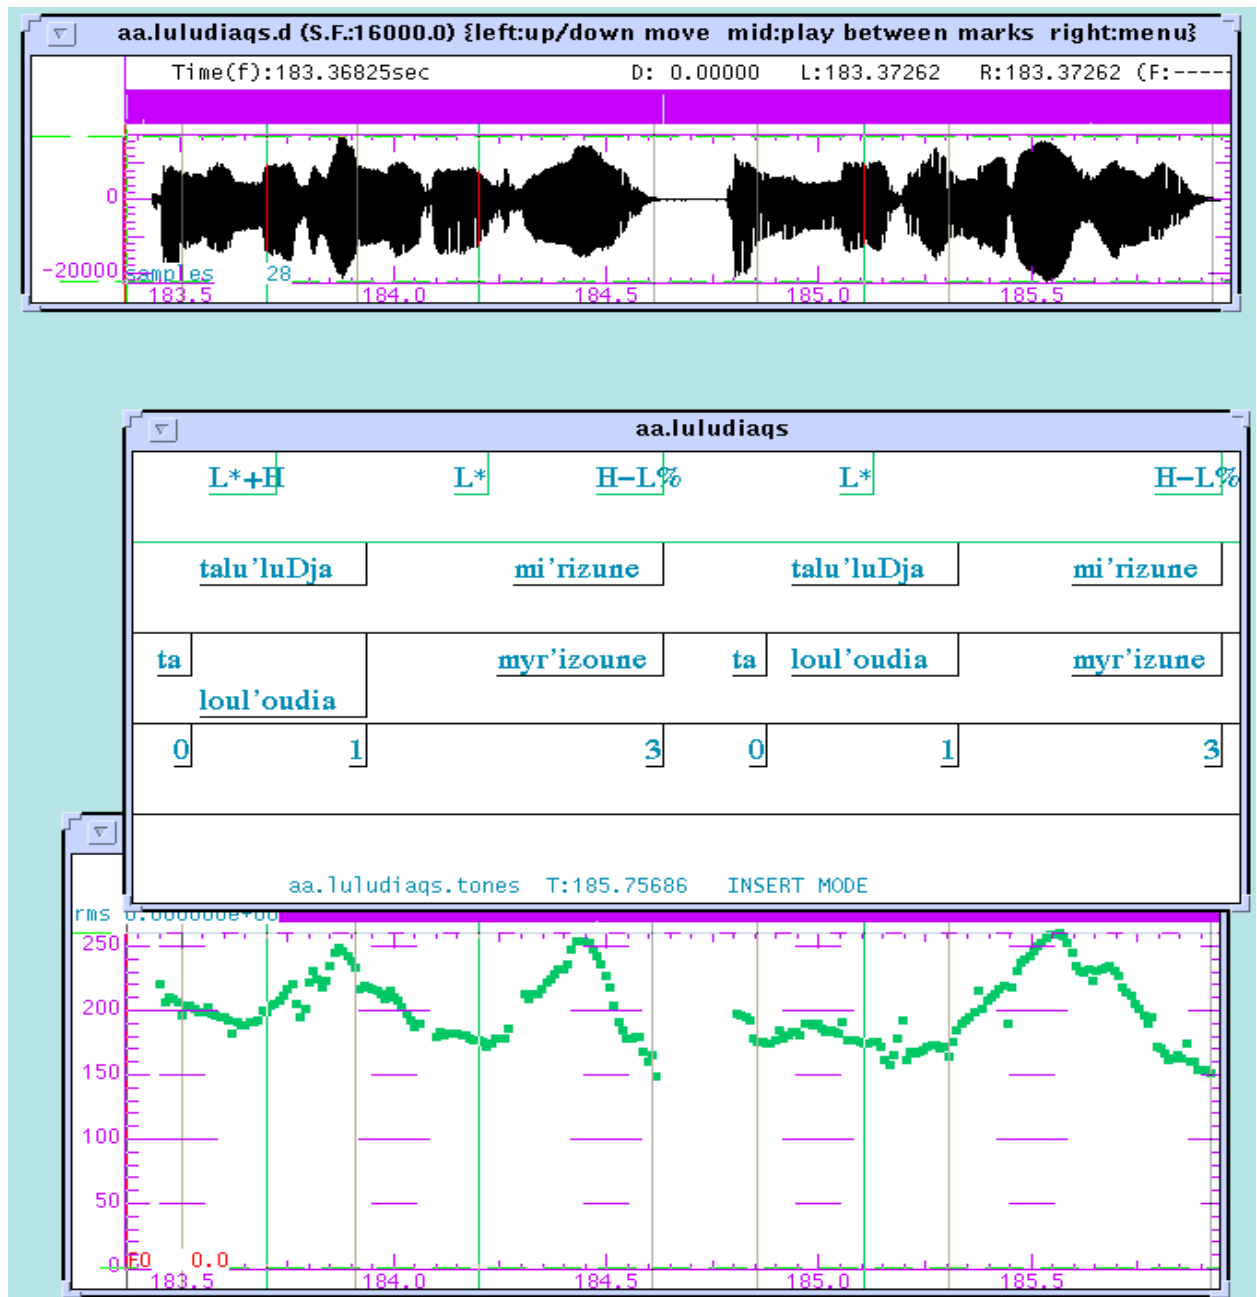 aa.luludiaqs.d (S.F.:16000.0) {left:up/down move mid:play between marks right:menu}
Time(f):183.36825sec D: 0.00000 L:183.37262 R:183.37262 (F:-----
0
-20000 samples 28
183.5 184.0 184.5 185.0 185.5
aa.luludiaqs
L*+H L* H-L% L* H-L%
talu'luDja mi'rizune talu'luDja mi'rizune
ta myr'izoune ta loul'oudia myr'izune
loul'oudia
0 1 3 0 1 3
aa.luludiaqs.tones T:185.75686 INSERT MODE
rms 0.000000e+00
250
200
150
100
50
0 F0 0.0
183.5 184.0 184.5 185.0 185.5